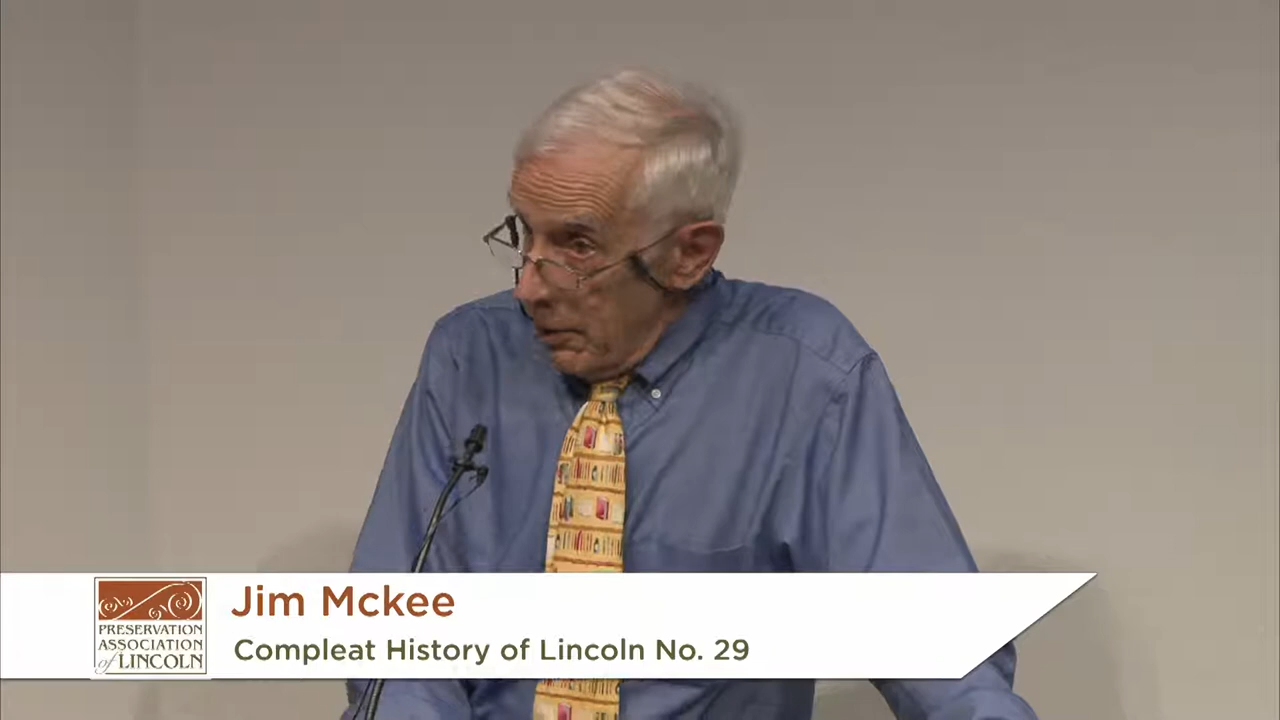 Jim Mckee
Compleat History of Lincoln No. 29
PRESERVATION
ASSOCIATION
of LINCOLN